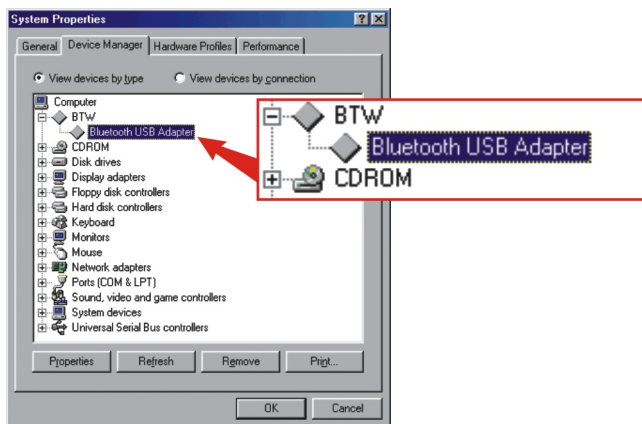 System Properties
General
Device Manager
Hardware Profiles
Performance
View devices by type
View devices by connection
Computer
BTW
Bluetooth USB Adapter
CDROM
Disk drives
Display adapters
Floppy disk controllers
Hard disk controllers
Keyboard
Monitors
Mouse
Network adapters
Ports (COM & LPT)
Sound, video and game controllers
System devices
Universal Serial Bus controllers
BTW
Bluetooth USB Adapter
CDROM
Properties
Refresh
Remove
Print...
OK
Cancel